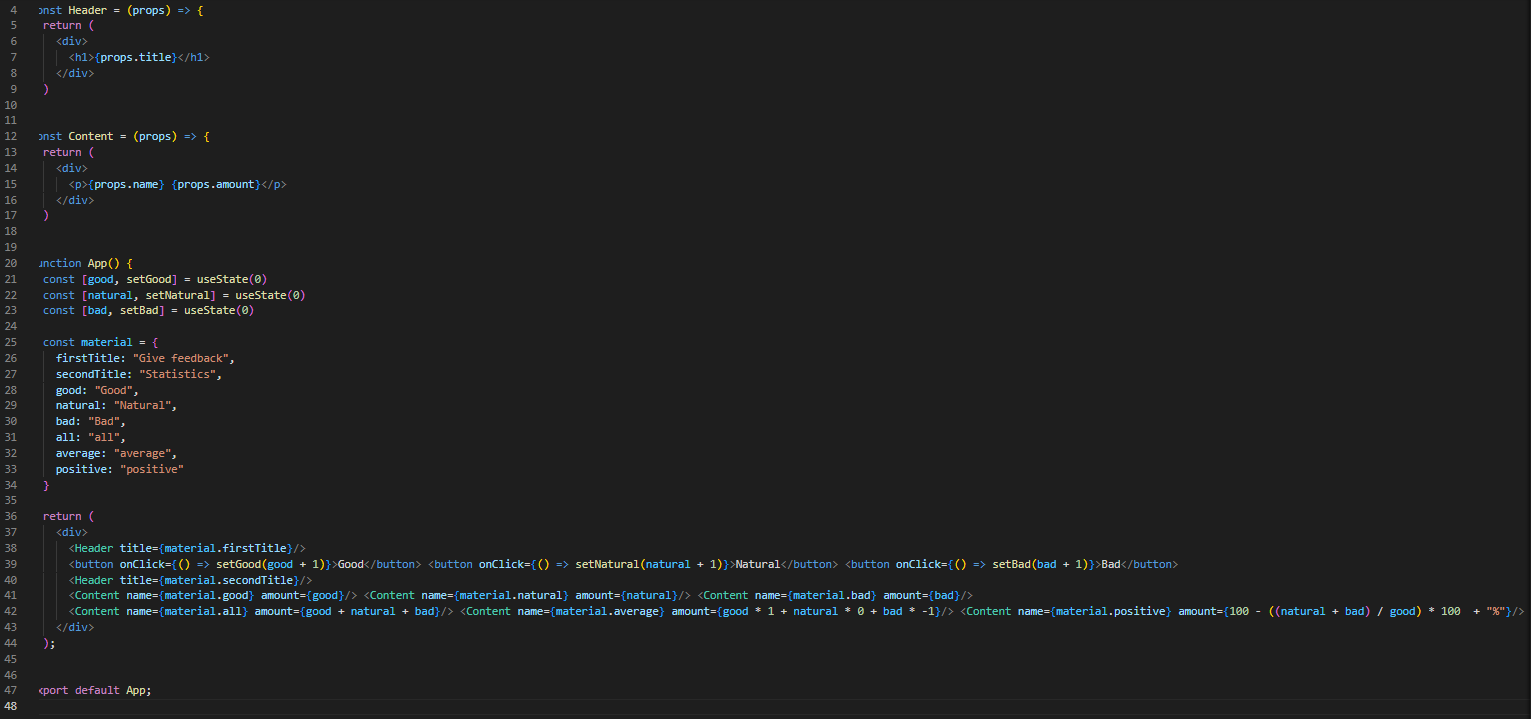 4 onst Header = (props) => {
5 return (
6 <div>
7 <h1>{props.title}</h1>
8 </div>
9 )
10
11
12 onst Content = (props) => {
13 return (
14 <div>
15 <p>{props.name} {props.amount}</p>
16 </div>
17 )
18
19
20 unction App() {
21 const [good, setGood] = useState(0)
22 const [natural, setNatural] = useState(0)
23 const [bad, setBad] = useState(0)
24
25 const material = {
26 firstTitle: "Give feedback",
27 secondTitle: "Statistics",
28 good: "Good",
29 natural: "Natural",
30 bad: "Bad",
31 all: "all",
32 average: "average",
33 positive: "positive"
34 }
35
36 return (
37 <div>
38 <Header title={material.firstTitle}/>
39 <button onClick={() => setGood(good + 1)}>Good</button> <button onClick={() => setNatural(natural + 1)}>Natural</button> <button onClick={() => setBad(bad + 1)}>Bad</button>
40 <Header title={material.secondTitle}/>
41 <Content name={material.good} amount={good}/> <Content name={material.natural} amount={natural}/> <Content name={material.bad} amount={bad}/>
42 <Content name={material.all} amount={good + natural + bad}/> <Content name={material.average} amount={good * 1 + natural * 0 + bad * -1}/> <Content name={material.positive} amount={100 - ((natural + bad) / good) * 100  + "%"}/>
43 </div>
44 );
45
46
47 xport default App;
48